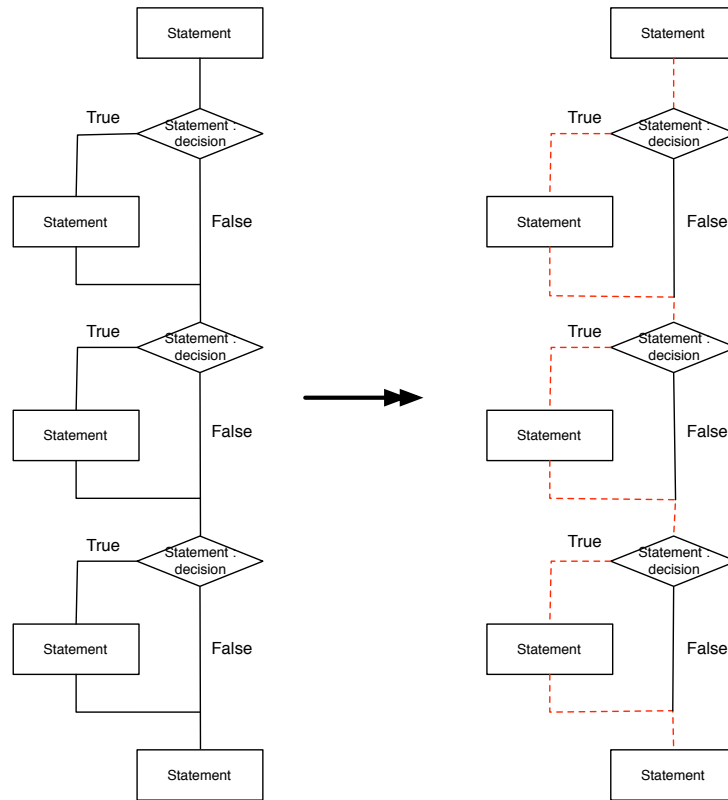 Statement
True
Statement :
decision
Statement
False
True
Statement :
decision
Statement
False
True
Statement :
decision
Statement
False
Statement
Statement
True
Statement :
decision
Statement
False
True
Statement :
decision
Statement
False
True
Statement :
decision
Statement
False
Statement